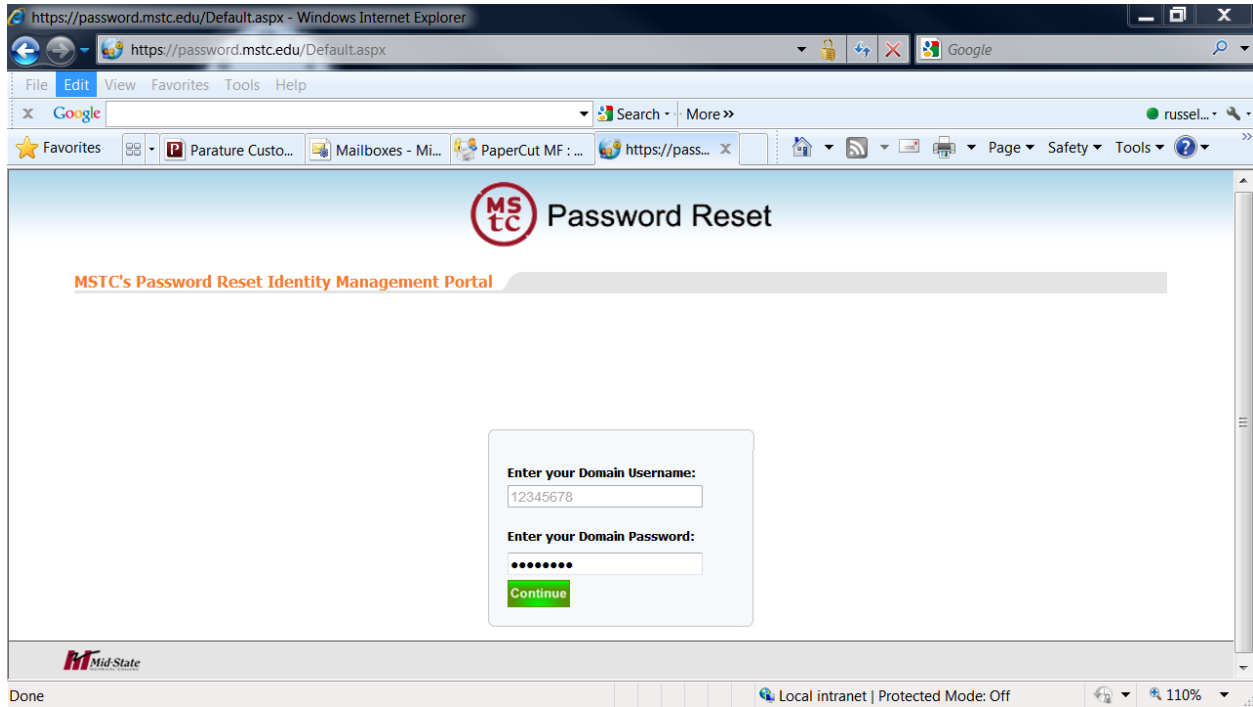 https://password.mstc.edu/Default.aspx - Windows Internet Explorer
https://password.mstc.edu/Default.aspx
Google
File Edit View Favorites Tools Help
x Google Search More »
russel...
Favorites Parature Custo... Mailboxes - Mi... PaperCut MF : ... https://pass... x Page Safety Tools »
MS
tC
Password Reset
MSTC's Password Reset Identity Management Portal
Enter your Domain Username:
12345678
Enter your Domain Password:
••••••••
Continue
Mid-State
Done Local intranet | Protected Mode: Off 110%